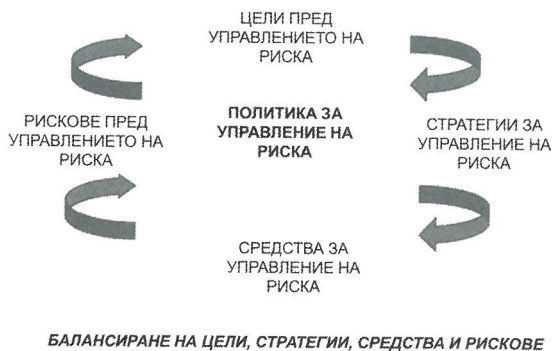 ЦЕЛИ ПРЕД
УПРАВЛЕНИЕТО НА
РИСКА
РИСКОВЕ ПРЕД
УПРАВЛЕНИЕТО НА
РИСКА
ПОЛИТИКА ЗА
УПРАВЛЕНИЕ НА
РИСКА
СТРАТЕГИИ ЗА
УПРАВЛЕНИЕ НА
РИСКА
СРЕДСТВА ЗА
УПРАВЛЕНИЕ НА
РИСКА
БАЛАНСИРАНЕ НА ЦЕЛИ, СТРАТЕГИИ, СРЕДСТВА И РИСКОВЕ